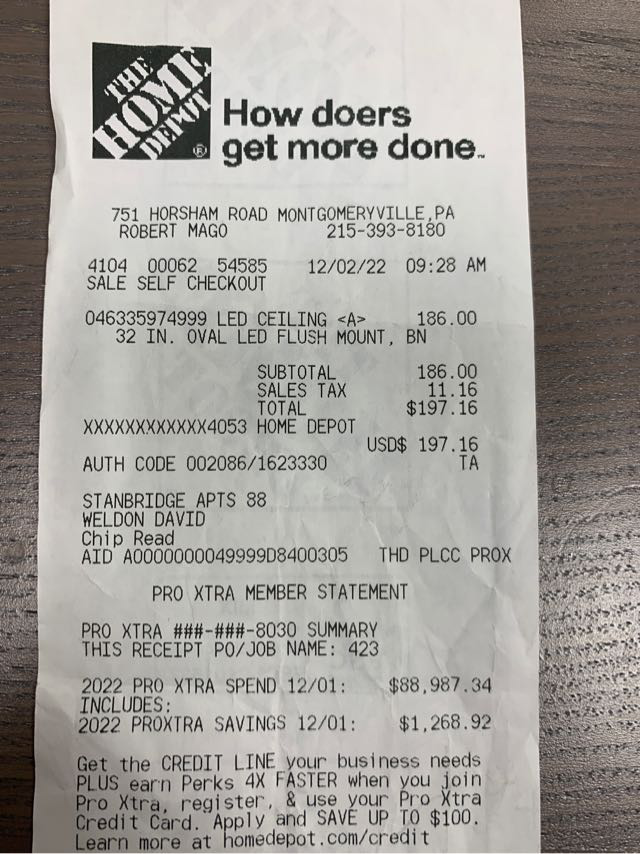 THE
HOME
DEPOT®
How doers
get more done™
751 HORSHAM ROAD MONTGOMERYVILLE,PA
ROBERT MAGO 215-393-8180
4104 00062 54585 12/02/22 09:28 AM
SALE SELF CHECKOUT
046335974999 LED CEILING <A> 186.00
32 IN. OVAL LED FLUSH MOUNT, BN
SUBTOTAL 186.00
SALES TAX 11.16
TOTAL $197.16
XXXXXXXXXXXX4053 HOME DEPOT
USD$ 197.16
AUTH CODE 002086/1623330 TA
STANBRIDGE APTS 88
WELDON DAVID
Chip Read
AID A0000000049999D8400305 THD PLCC PROX
PRO XTRA MEMBER STATEMENT
PRO XTRA ###-###-8030 SUMMARY
THIS RECEIPT PO/JOB NAME: 423
2022 PRO XTRA SPEND 12/01: $88,987.34
INCLUDES:
2022 PROXTRA SAVINGS 12/01: $1,268.92
Get the CREDIT LINE your business needs
PLUS earn Perks 4X FASTER when you join
Pro Xtra, register, & use your Pro Xtra
Credit Card. Apply and SAVE UP TO $100.
Learn more at homedepot.com/credit